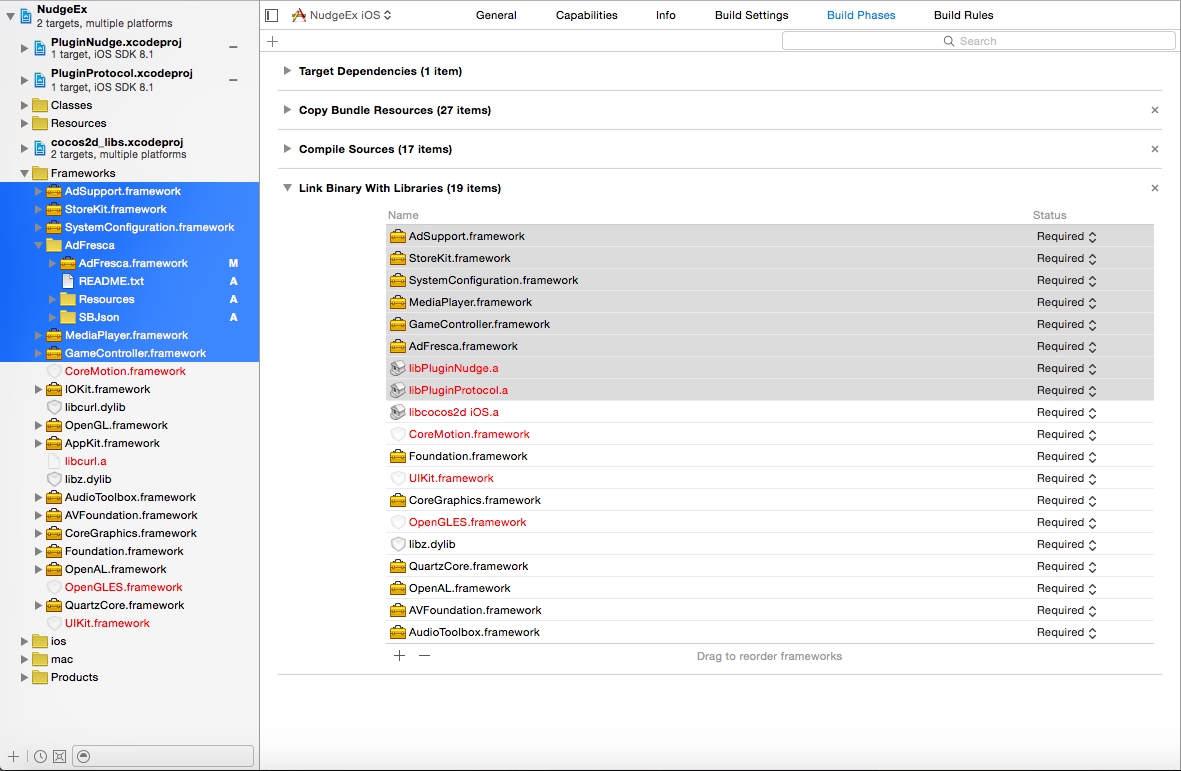 NudgeEx
2 targets, multiple platforms
PluginNudge.xcodeproj
1 target, iOS SDK 8.1
PluginProtocol.xcodeproj
1 target, iOS SDK 8.1
Classes
Resources
cocos2d_libs.xcodeproj
2 targets, multiple platforms
Frameworks
AdSupport.framework
StoreKit.framework
SystemConfiguration.framework
AdFresca
AdFresca.framework M
README.txt A
Resources A
SBJson A
MediaPlayer.framework
GameController.framework
CoreMotion.framework
IOKit.framework
libcurl.dylib
OpenGL.framework
AppKit.framework
libcurl.a
libz.dylib
AudioToolbox.framework
AVFoundation.framework
CoreGraphics.framework
Foundation.framework
OpenAL.framework
OpenGLES.framework
QuartzCore.framework
UIKit.framework
ios
mac
Products
NudgeEx iOS General Capabilities Info Build Settings Build Phases Build Rules
Search
Target Dependencies (1 item)
Copy Bundle Resources (27 items)
Compile Sources (17 items)
Link Binary With Libraries (19 items)
Name Status
AdSupport.framework Required
StoreKit.framework Required
SystemConfiguration.framework Required
MediaPlayer.framework Required
GameController.framework Required
AdFresca.framework Required
libPluginNudge.a Required
libPluginProtocol.a Required
libcocos2d iOS.a Required
CoreMotion.framework Required
Foundation.framework Required
UIKit.framework Required
CoreGraphics.framework Required
OpenGLES.framework Required
libz.dylib Required
QuartzCore.framework Required
OpenAL.framework Required
AVFoundation.framework Required
AudioToolbox.framework Required
Drag to reorder frameworks